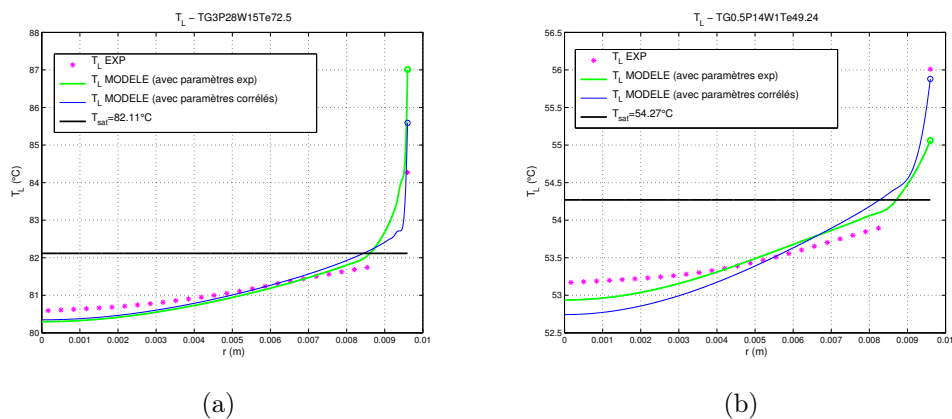 T_L − TG3P28W15Te72.5
88
87
86
85
84
83
82
81
80
T_L (°C)
T_L EXP
T_L MODELE (avec paramètres exp)
T_L MODELE (avec paramètres corrélés)
T_sat=82.11°C
0 0.001 0.002 0.003 0.004 0.005 0.006 0.007 0.008 0.009 0.01
r (m)
(a)
T_L − TG0.5P14W1Te49.24
56.5
56
55.5
55
54.5
54
53.5
53
52.5
T_L (°C)
T_L EXP
T_L MODELE (avec paramètres exp)
T_L MODELE (avec paramètres corrélés)
T_sat=54.27°C
0 0.001 0.002 0.003 0.004 0.005 0.006 0.007 0.008 0.009 0.01
r (m)
(b)